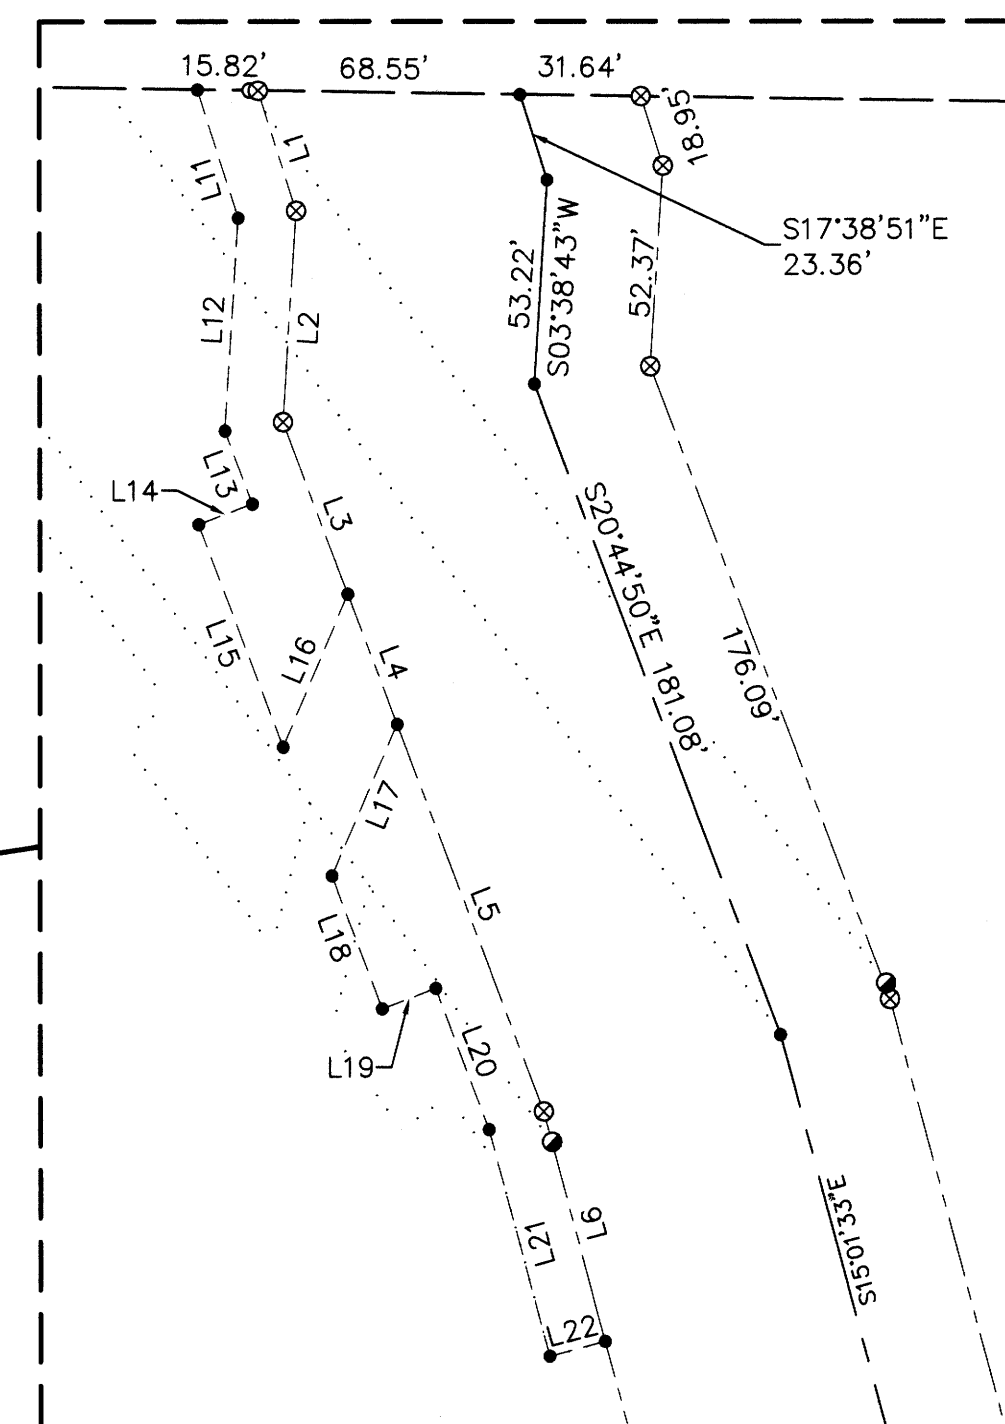 15.82'
68.55'
31.64'
18.95'
L11
L1
S17°38'51"E
23.36'
L12
L2
53.22'
S03°38'43"W
52.37'
L13
L14
L3
S20°44'50"E 181.08'
L15
L16
L4
176.09'
L17
L5
L18
L19
L20
L21
L6
S15°01'33"E
L22